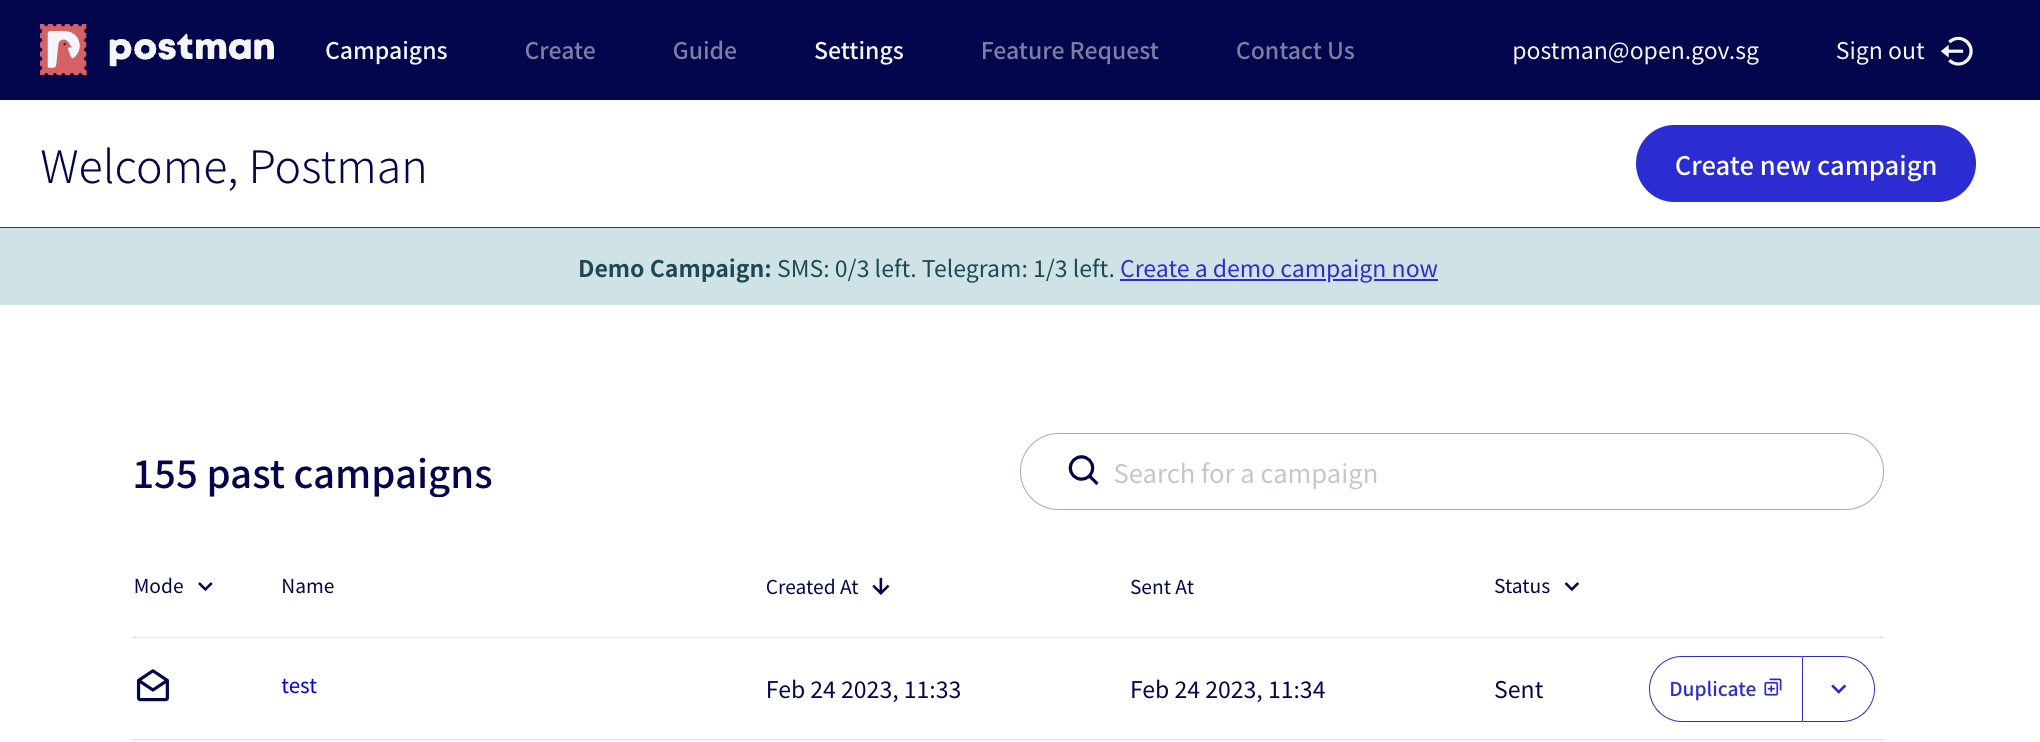 postman Campaigns Create Guide Settings Feature Request Contact Us postman@open.gov.sg Sign out
Welcome, Postman
Create new campaign
Demo Campaign: SMS: 0/3 left. Telegram: 1/3 left. Create a demo campaign now
155 past campaigns
Search for a campaign
Mode Name Created At Sent At Status
test Feb 24 2023, 11:33 Feb 24 2023, 11:34 Sent Duplicate